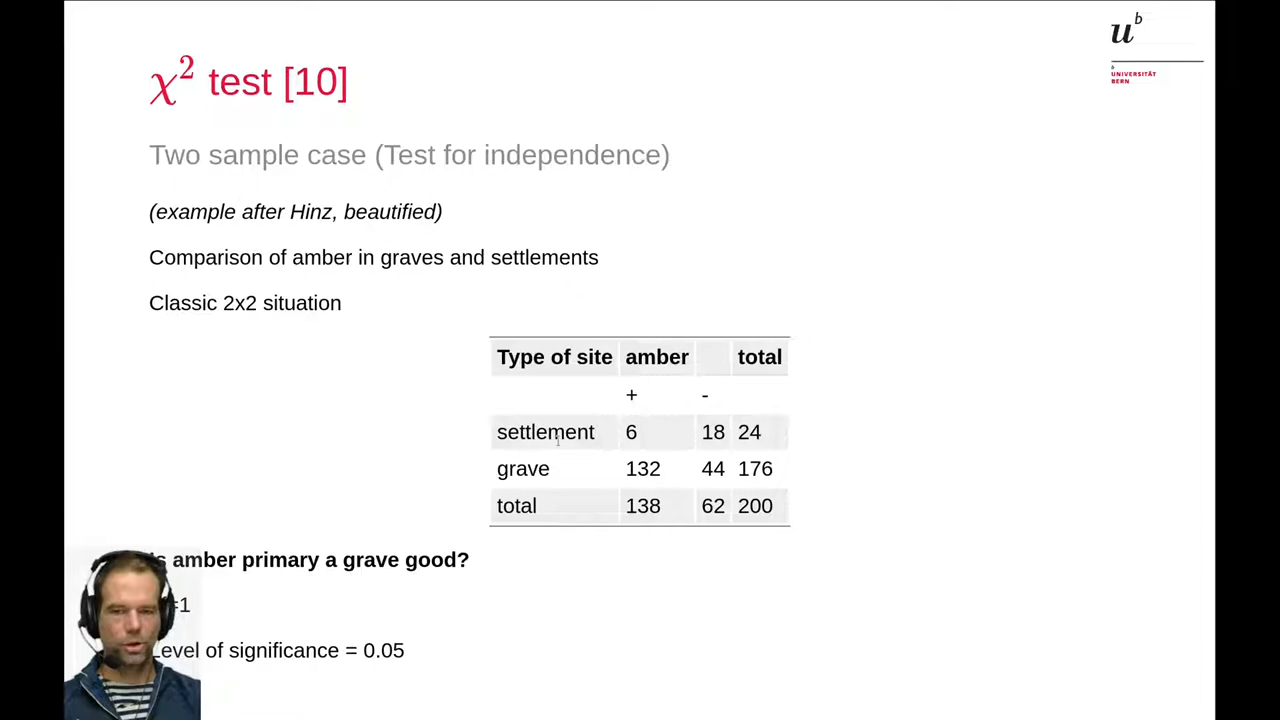 u^b
b
UNIVERSITÄT
BERN
χ² test [10]
Two sample case (Test for independence)
(example after Hinz, beautified)
Comparison of amber in graves and settlements
Classic 2x2 situation
Type of site amber total
+ -
settlement 6 18 24
grave 132 44 176
total 138 62 200
amber primary a grave good?
=1
Level of significance = 0.05